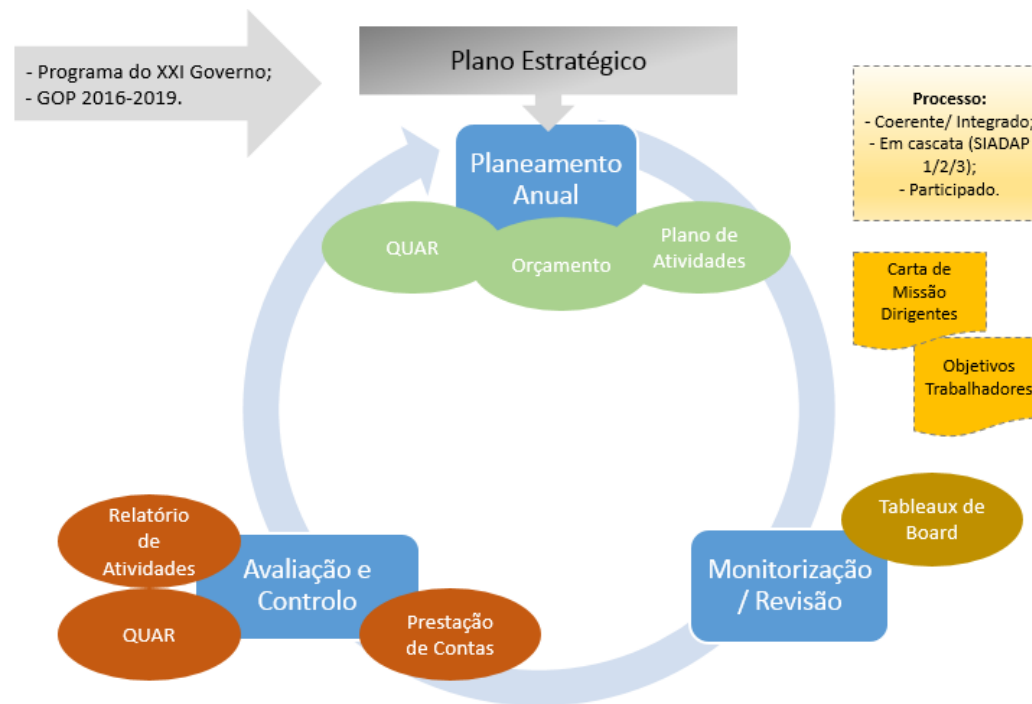 - Programa do XXI Governo;
- GOP 2016-2019.
Plano Estratégico
Processo:
- Coerente/ Integrado;
- Em cascata (SIADAP
1/2/3);
- Participado.
Planeamento
Anual
QUAR
Orçamento
Plano de
Atividades
Carta de
Missão
Dirigentes
Objetivos
Trabalhadores
Tableaux de
Board
Monitorização
/ Revisão
Relatório
de
Atividades
Avaliação e
Controlo
QUAR
Prestação
de Contas